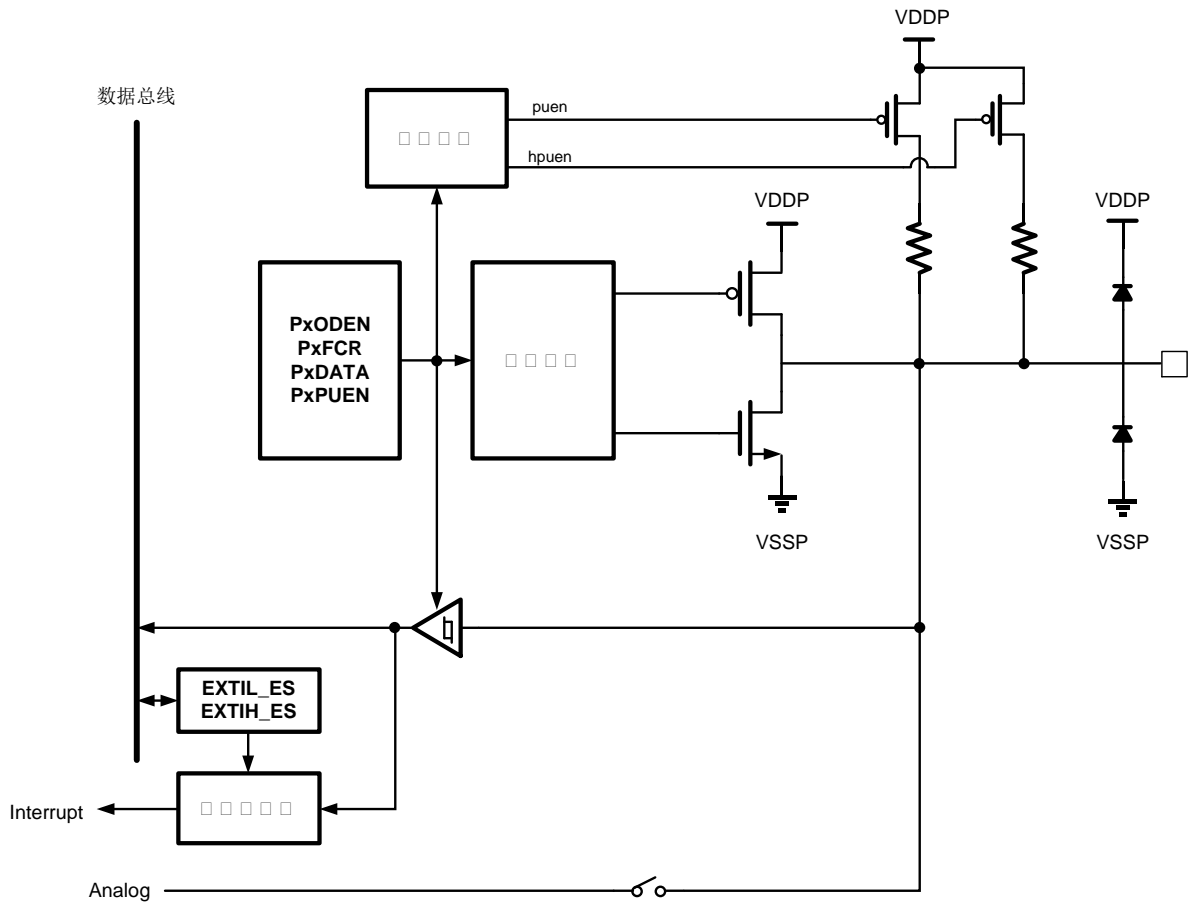 VDDP
数据总线
puen
hpuen
VDDP
VDDP
PxODEN
PxFCR
PxDATA
PxPUEN
VSSP
VSSP
EXTIL_ES
EXTIH_ES
Interrupt
Analog